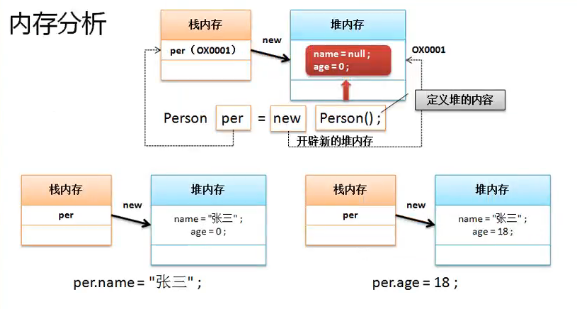 内存分析
栈内存
堆内存
per（OX0001）
new
name = null ;
age = 0 ;
OX0001
定义堆的内容
Person per = new Person() ;
开辟新的堆内存
栈内存
per
new
堆内存
name = "张三" ;
age = 0 ;
per.name = "张三" ;
栈内存
per
new
堆内存
name = "张三" ;
age = 18 ;
per.age = 18 ;